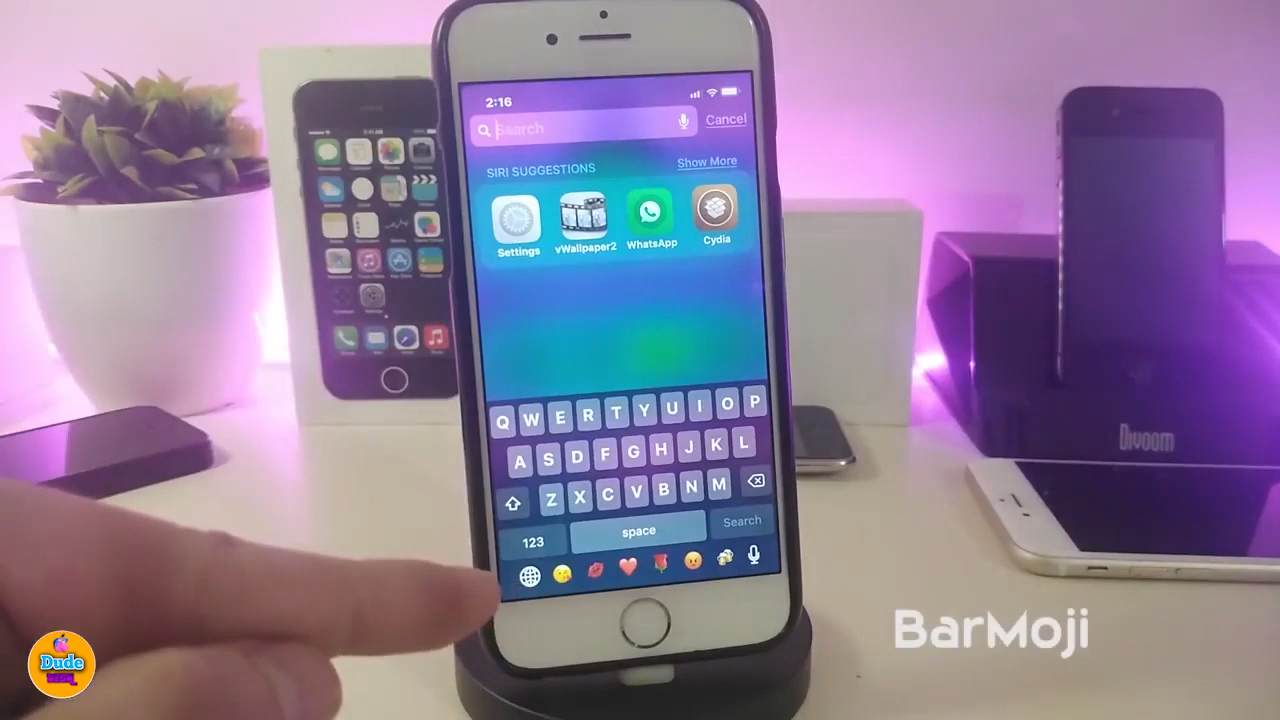 2:16
Search
Cancel
SIRI SUGGESTIONS
Show More
Settings
vWallpaper2
WhatsApp
Cydia
Q W E R T Y U I O P
A S D F G H J K L
Z X C V B N M
123
space
Search
Divoom
BarMoji
Dude